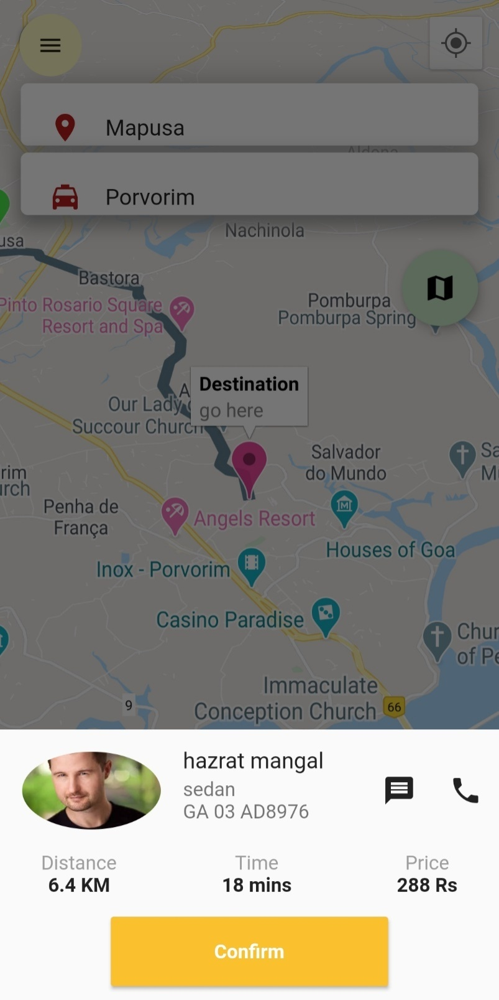 Mapusa
Aldona
Porvorim
Nachinola
usa
Bastora
Pinto Rosario Square
Resort and Spa
Pomburpa
Pomburpa Spring
Destination
go here
A
Our Lady
Succour Church
Salvador
do Mundo
Sa
M
rim
urch
Penha de
França
Angels Resort
Houses of Goa
Inox - Porvorim
Casino Paradise
Chur
of Pe
Immaculate
Conception Church
9
66
hazrat mangal
sedan
GA 03 AD8976
Distance
Time
Price
6.4 KM
18 mins
288 Rs
Confirm